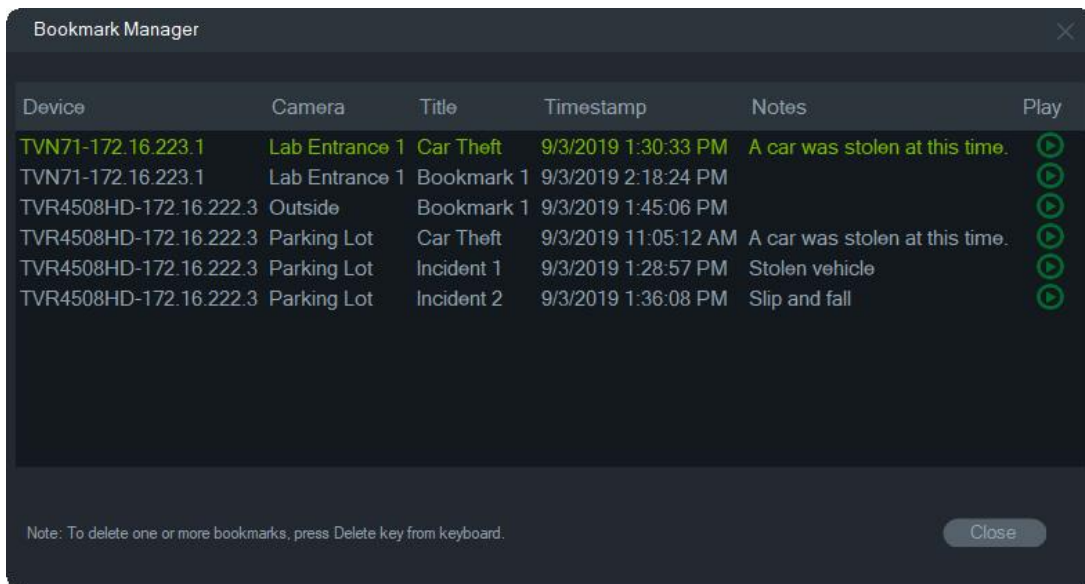 Bookmark Manager
Device Camera Title Timestamp Notes Play
TVN71-172.16.223.1 Lab Entrance 1 Car Theft 9/3/2019 1:30:33 PM A car was stolen at this time.
TVN71-172.16.223.1 Lab Entrance 1 Bookmark 1 9/3/2019 2:18:24 PM
TVR4508HD-172.16.222.3 Outside Bookmark 1 9/3/2019 1:45:06 PM
TVR4508HD-172.16.222.3 Parking Lot Car Theft 9/3/2019 11:05:12 AM A car was stolen at this time.
TVR4508HD-172.16.222.3 Parking Lot Incident 1 9/3/2019 1:28:57 PM Stolen vehicle
TVR4508HD-172.16.222.3 Parking Lot Incident 2 9/3/2019 1:36:08 PM Slip and fall
Note: To delete one or more bookmarks, press Delete key from keyboard.
Close